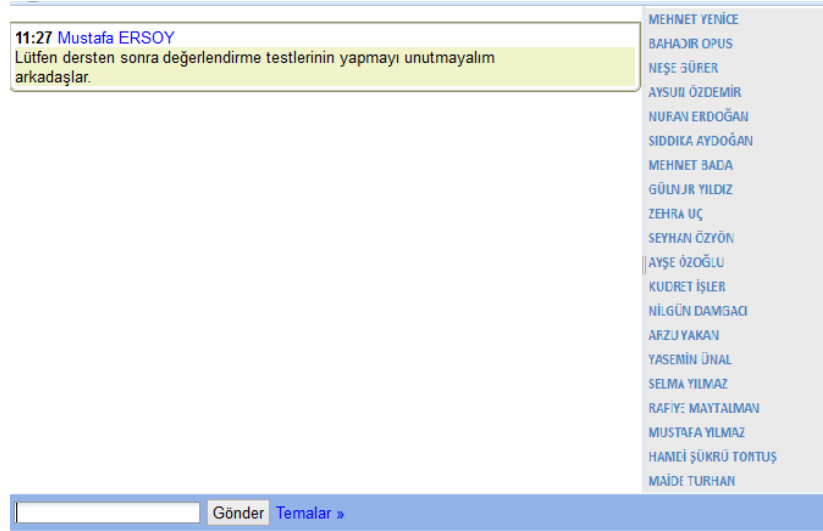 11:27 Mustafa ERSOY
Lütfen dersten sonra değerlendirme testlerinin yapmayı unutmayalım
arkadaşlar.
MEHMET YENİCE
BAHADIR OPUS
NEŞE GÜRER
AYSUN ÖZDEMİR
NURAN ERDOĞAN
SIDDIKA AYDOĞAN
MEHMET BADA
GÜLNUR YILDIZ
ZEHRA UÇ
SEYHAN ÖZYÖN
AYŞE ÖZOĞLU
KUDRET İŞLER
NİLGÜN DAMGACI
ARZU YAKAN
YASEMİN ÜNAL
SELMA YILMAZ
RAFİYE MAYTALMAN
MUSTAFA YILMAZ
HAMDİ ŞÜKRÜ TONTUŞ
MAİDE TURHAN
Gönder Temalar »